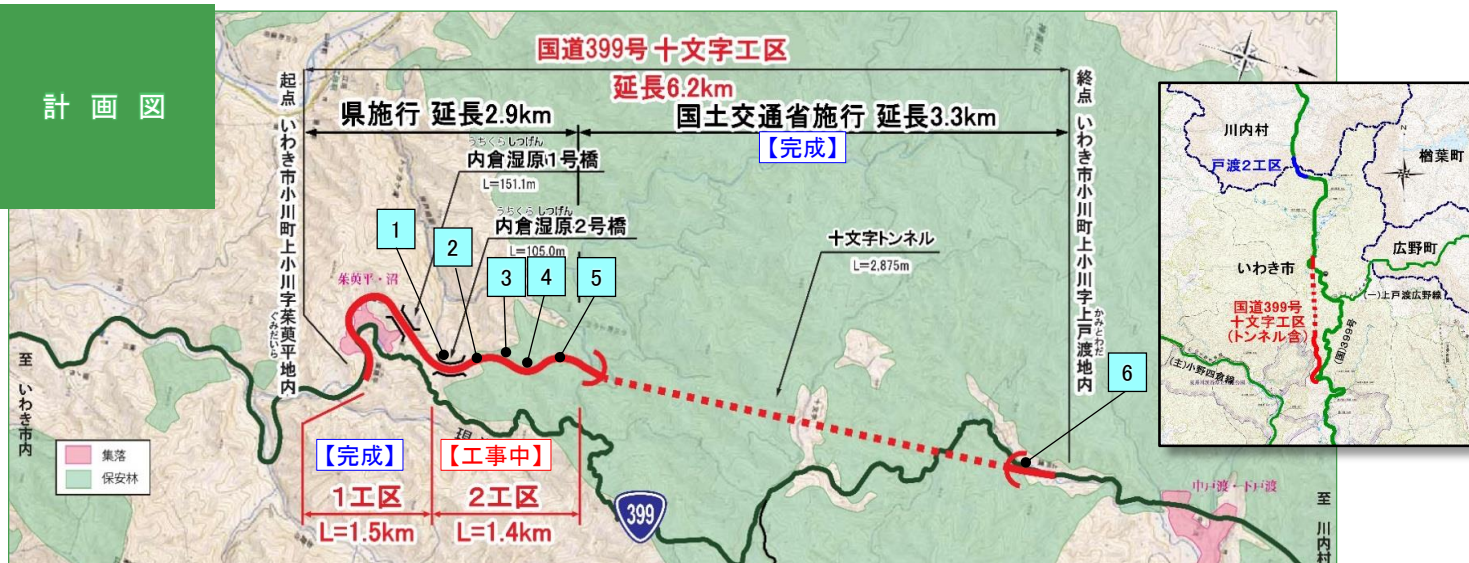 計画図
国道399号 十文字工区
延長6.2km
県施行 延長2.9km
国土交通省施行 延長3.3km
【完成】
起点 いわき市小川町上小川字茱萸平地内
ぐみだいら
終点 いわき市小川町上小川字上戸渡地内
かみとわだ
うちくらしつげん
内倉湿原1号橋
L=151.1m
うちくら しつげん
内倉湿原2号橋
L=105.0m
十文字トンネル
L=2,875m
茱萸平・沼
1
2
3
4
5
6
至 いわき市内
集落
保安林
【完成】
1工区
L=1.5km
【工事中】
2工区
L=1.4km
現
399
中戸渡・下戸渡
至 川内村
川内村
戸渡2工区
楢葉町
広野町
いわき市
(一)上戸渡広野線
国道399号
十文字工区
(トンネル含)
(国)399号
(主)小野四倉線
N